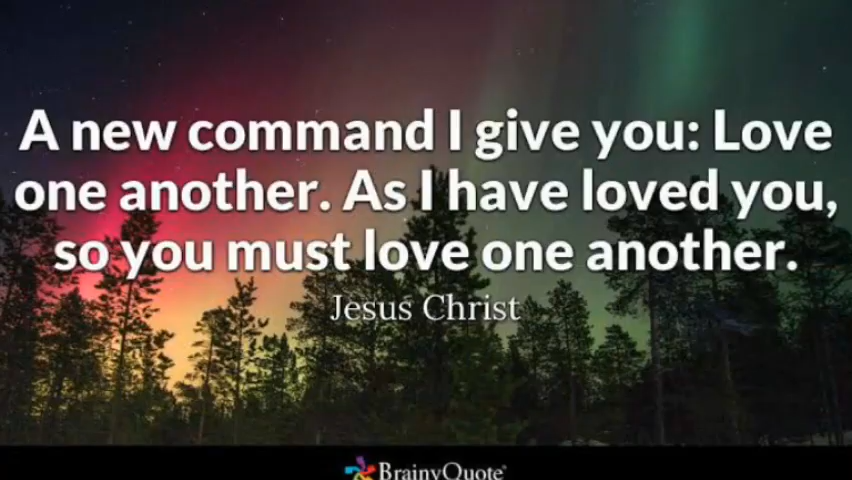 A new command I give you: Love
one another. As I have loved you,
so you must love one another.
Jesus Christ
BrainyQuote